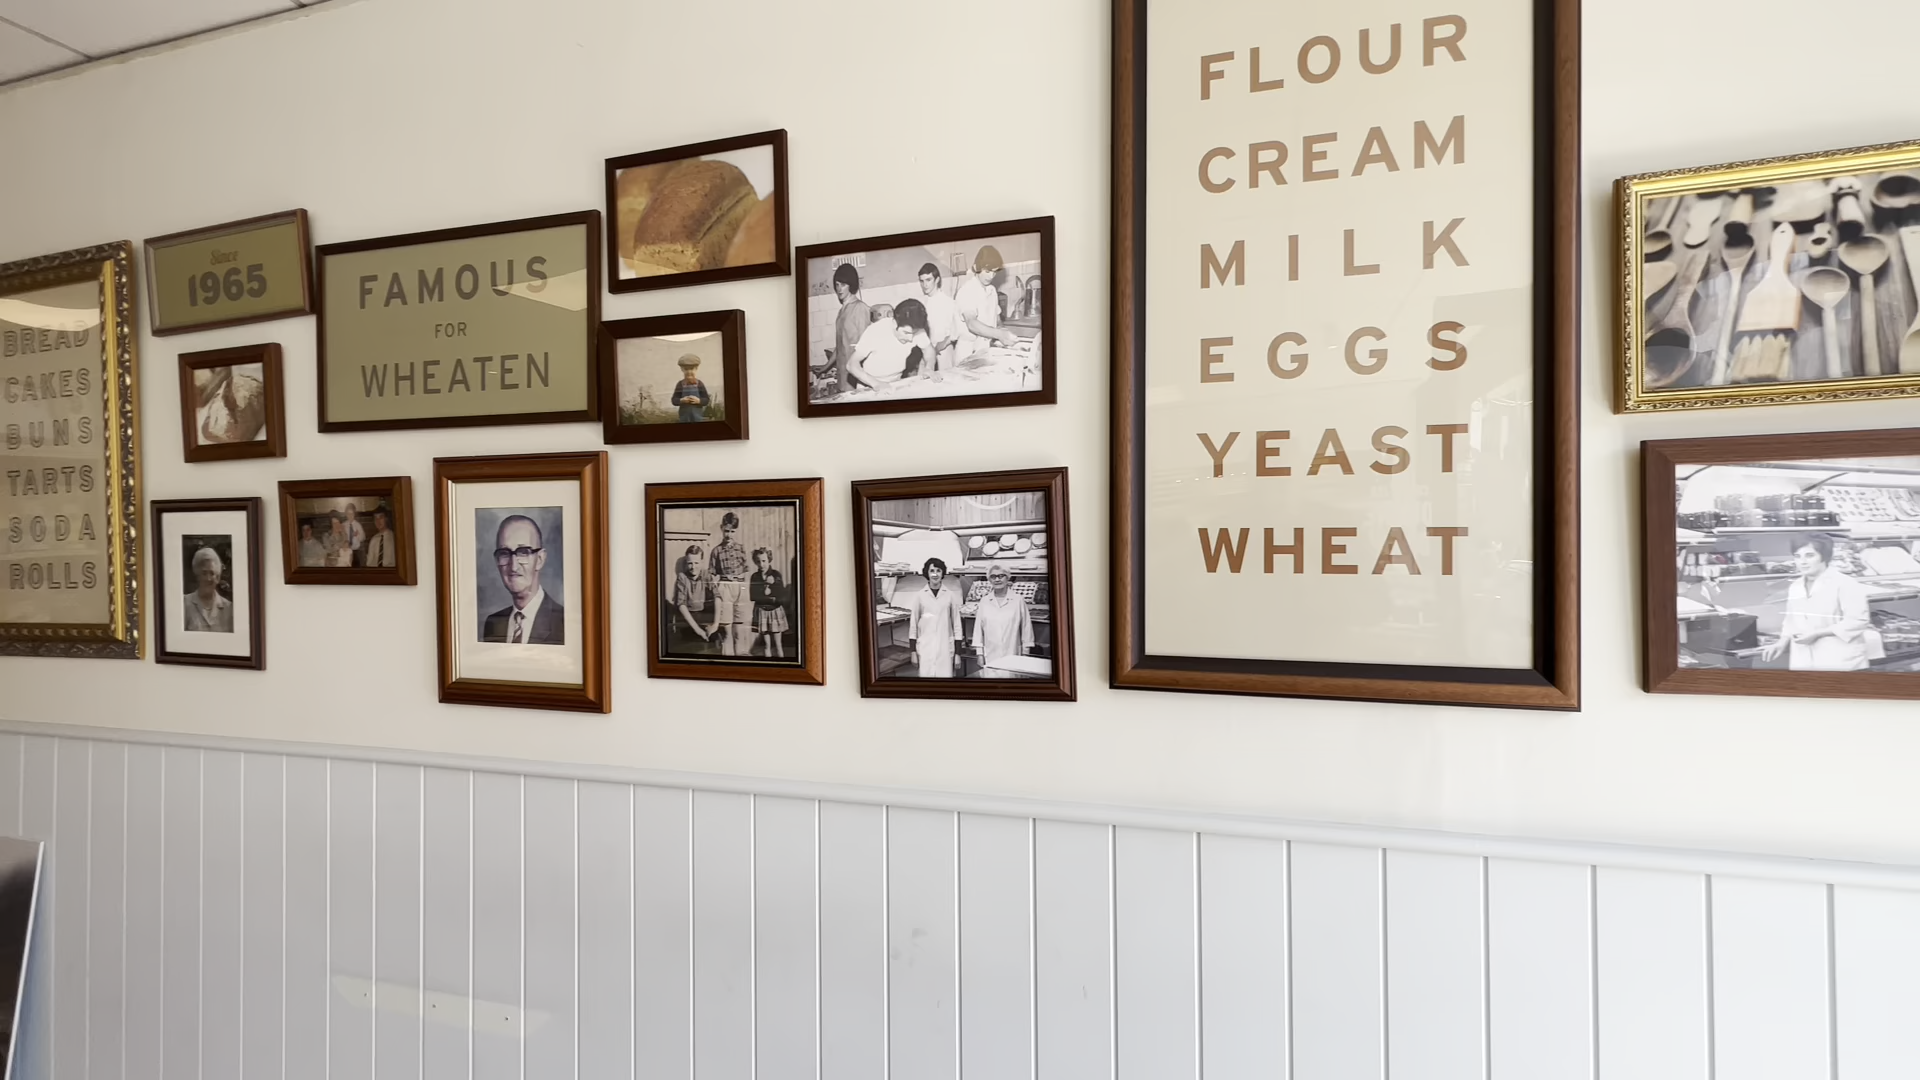 BREAD
CAKES
BUNS
TARTS
SODA
ROLLS
Since
1965
FAMOUS
FOR
WHEATEN
FLOUR
CREAM
MILK
EGGS
YEAST
WHEAT